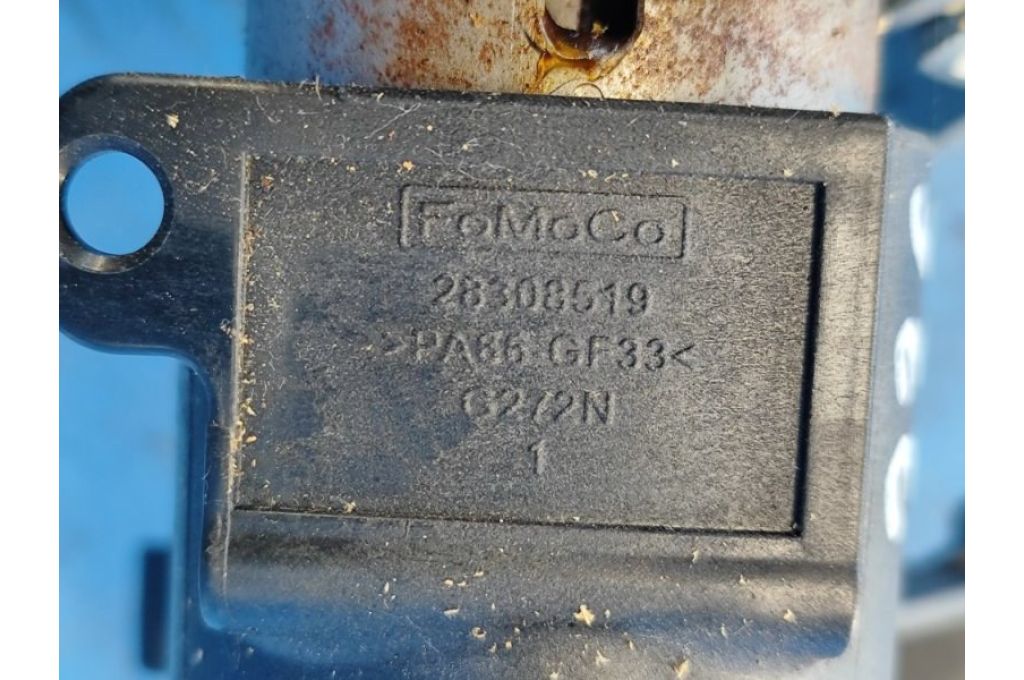 FoMoCo
28308519
>PA66 GF33<
G272N
1